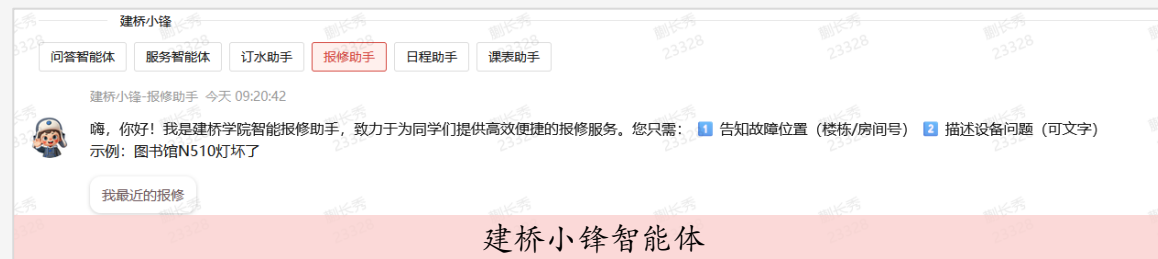 建桥小锋
问答智能体 服务智能体 订水助手 报修助手 日程助手 课表助手
建桥小锋-报修助手 今天 09:20:42
嗨，你好！我是建桥学院智能报修助手，致力于为同学们提供高效便捷的报修服务。您只需： 1️⃣ 告知故障位置（楼栋/房间号） 2️⃣ 描述设备问题（可文字）
示例：图书馆N510灯坏了
我最近的报修
建桥小锋智能体
23328